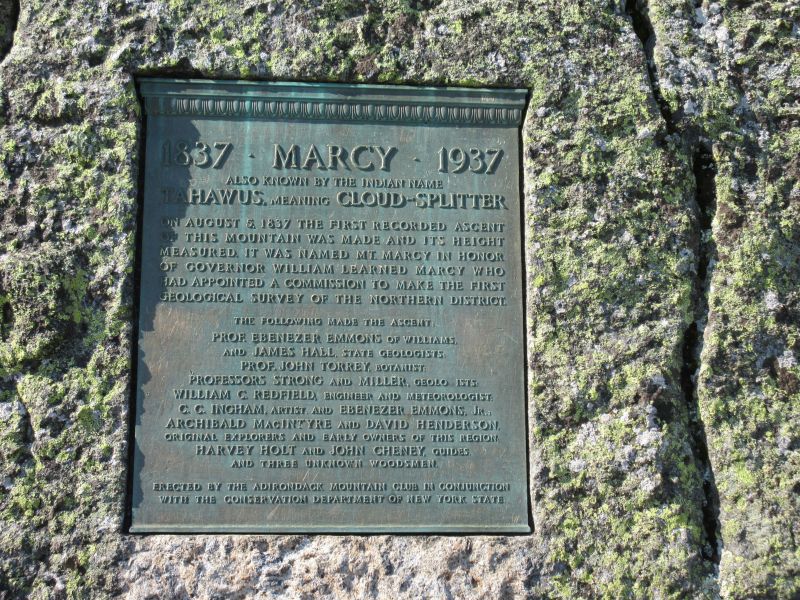 1837 · MARCY · 1937
ALSO KNOWN BY THE INDIAN NAME
TAHAWUS, MEANING CLOUD-SPLITTER
ON AUGUST 5, 1837 THE FIRST RECORDED ASCENT
OF THIS MOUNTAIN WAS MADE AND ITS HEIGHT
MEASURED. IT WAS NAMED MT. MARCY IN HONOR
OF GOVERNOR WILLIAM LEARNED MARCY WHO
HAD APPOINTED A COMMISSION TO MAKE THE FIRST
GEOLOGICAL SURVEY OF THE NORTHERN DISTRICT.
THE FOLLOWING MADE THE ASCENT:
PROF. EBENEZER EMMONS OF WILLIAMS,
AND JAMES HALL, STATE GEOLOGISTS.
PROF. JOHN TORREY, BOTANIST.
PROFESSORS STRONG AND MILLER, GEOLO ISTS.
WILLIAM C. REDFIELD, ENGINEER AND METEOROLOGIST.
C. C. INGHAM, ARTIST AND EBENEZER EMMONS, JR.;
ARCHIBALD MACINTYRE AND DAVID HENDERSON,
ORIGINAL EXPLORERS AND EARLY OWNERS OF THIS REGION.
HARVEY HOLT AND JOHN CHENEY, GUIDES,
AND THREE UNKNOWN WOODSMEN.
ERECTED BY THE ADIRONDACK MOUNTAIN CLUB IN CONJUNCTION
WITH THE CONSERVATION DEPARTMENT OF NEW YORK STATE